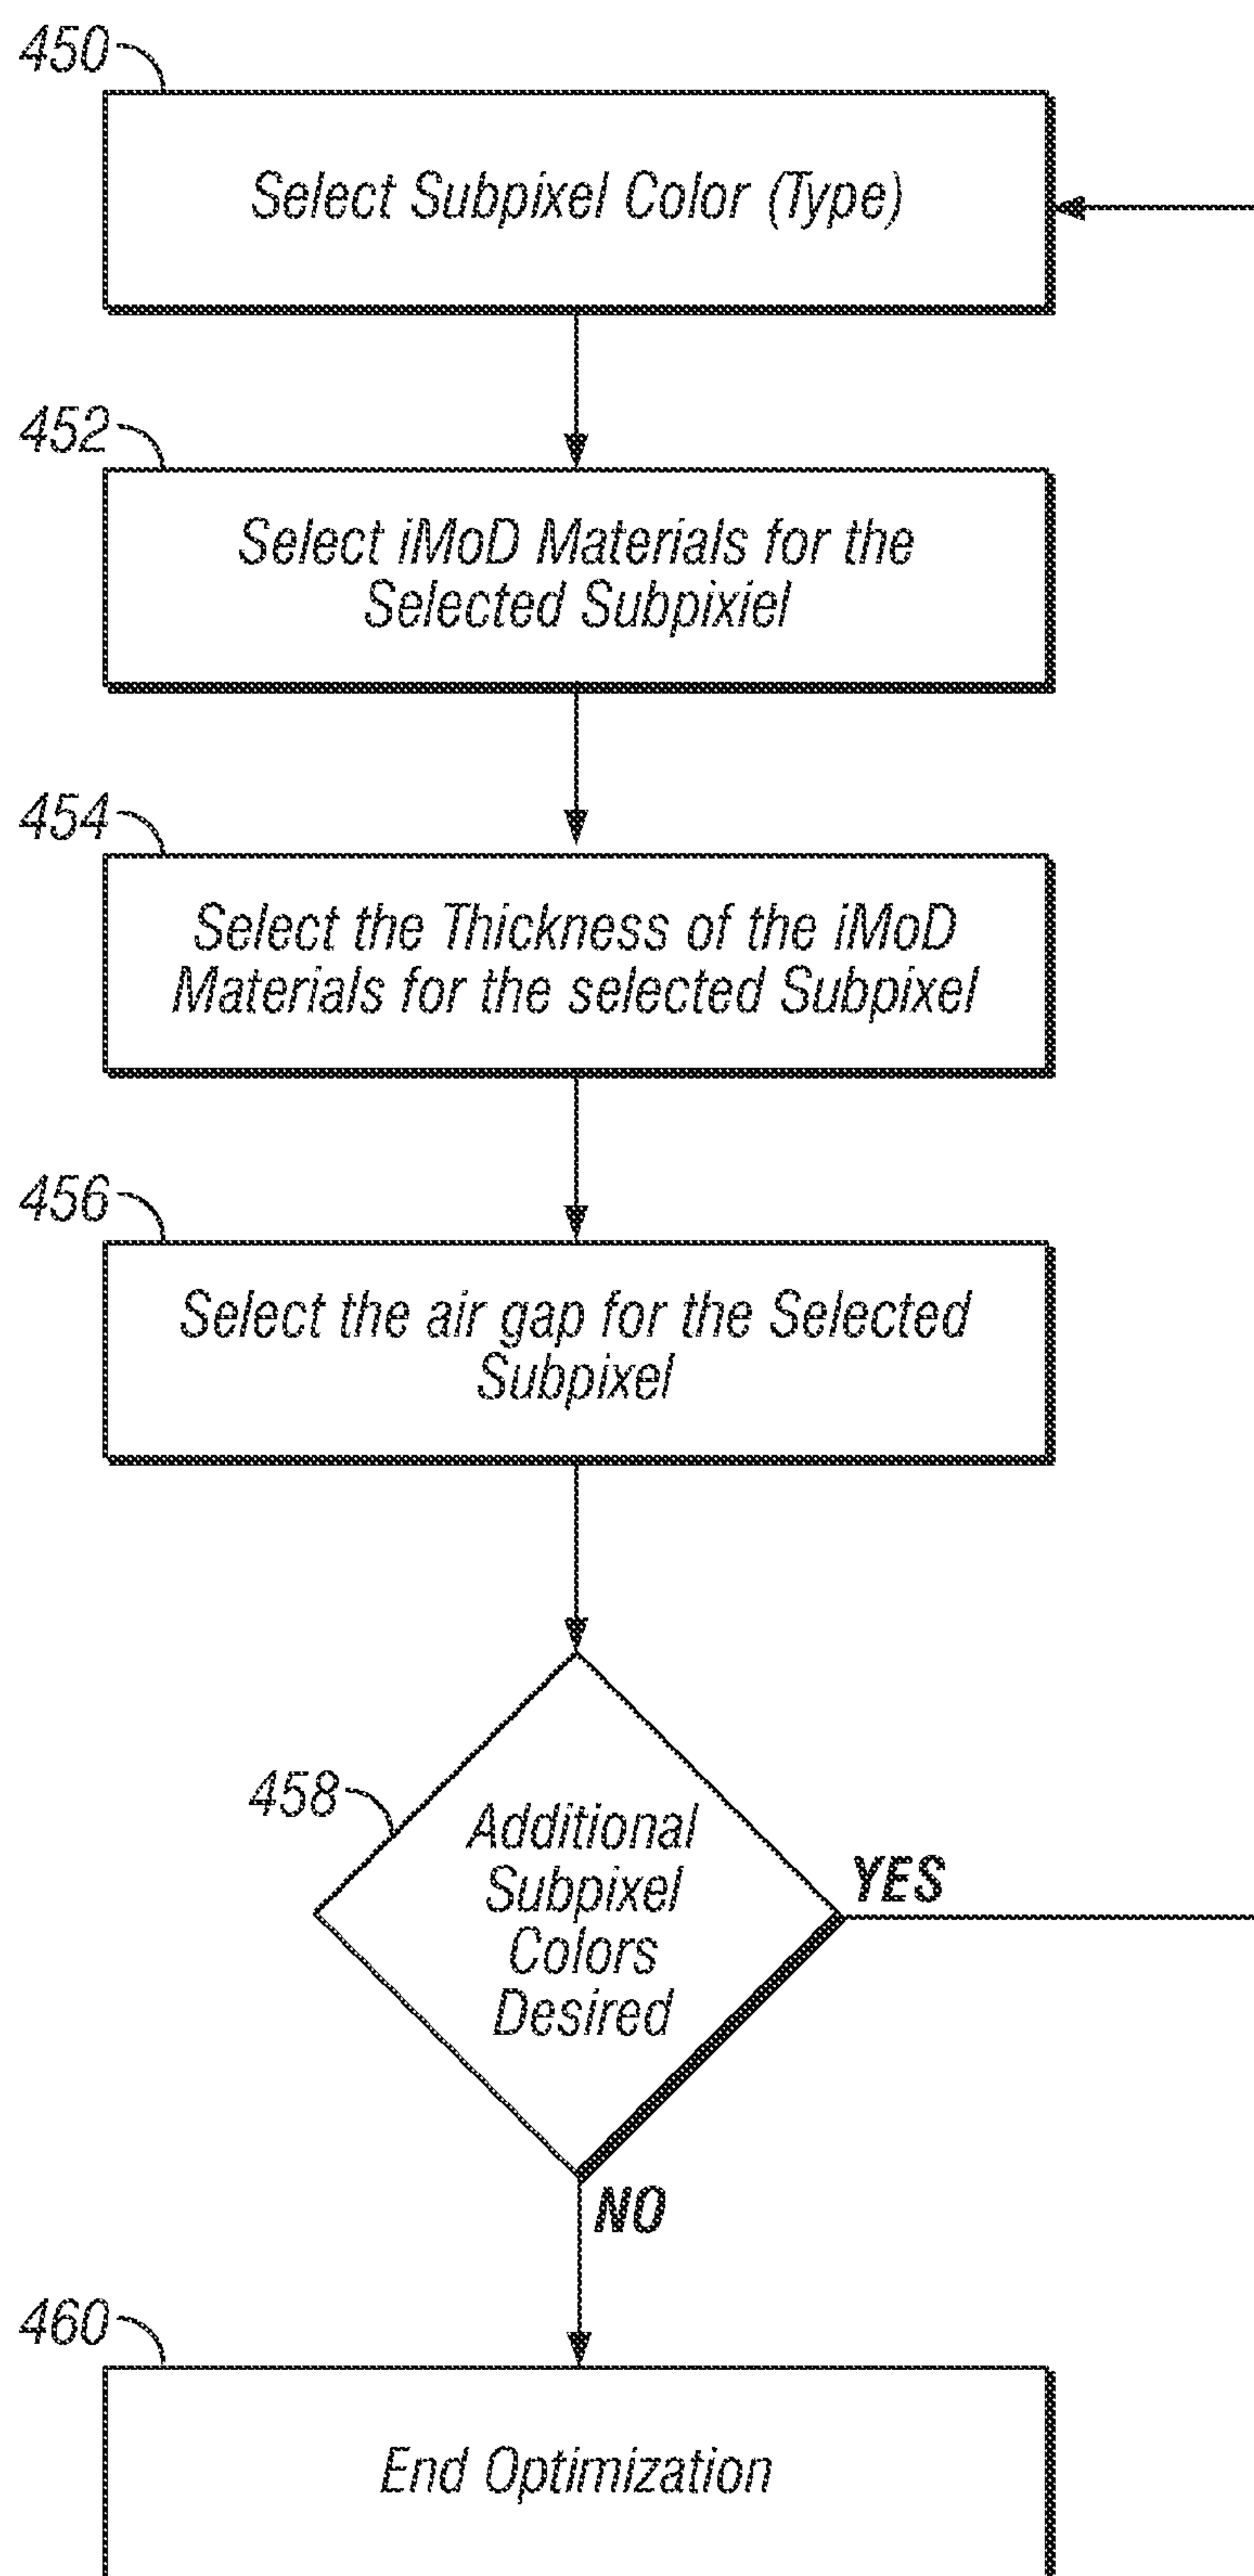 450
Select Subpixel Color (Type)
452
Select iMoD Materials for the
Selected Subpixiel
454
Select the Thickness of the iMoD
Materials for the selected Subpixel
456
Select the air gap for the Selected
Subpixel
458
Additional
Subpixel
Colors
Desired
YES
NO
460
End Optimization